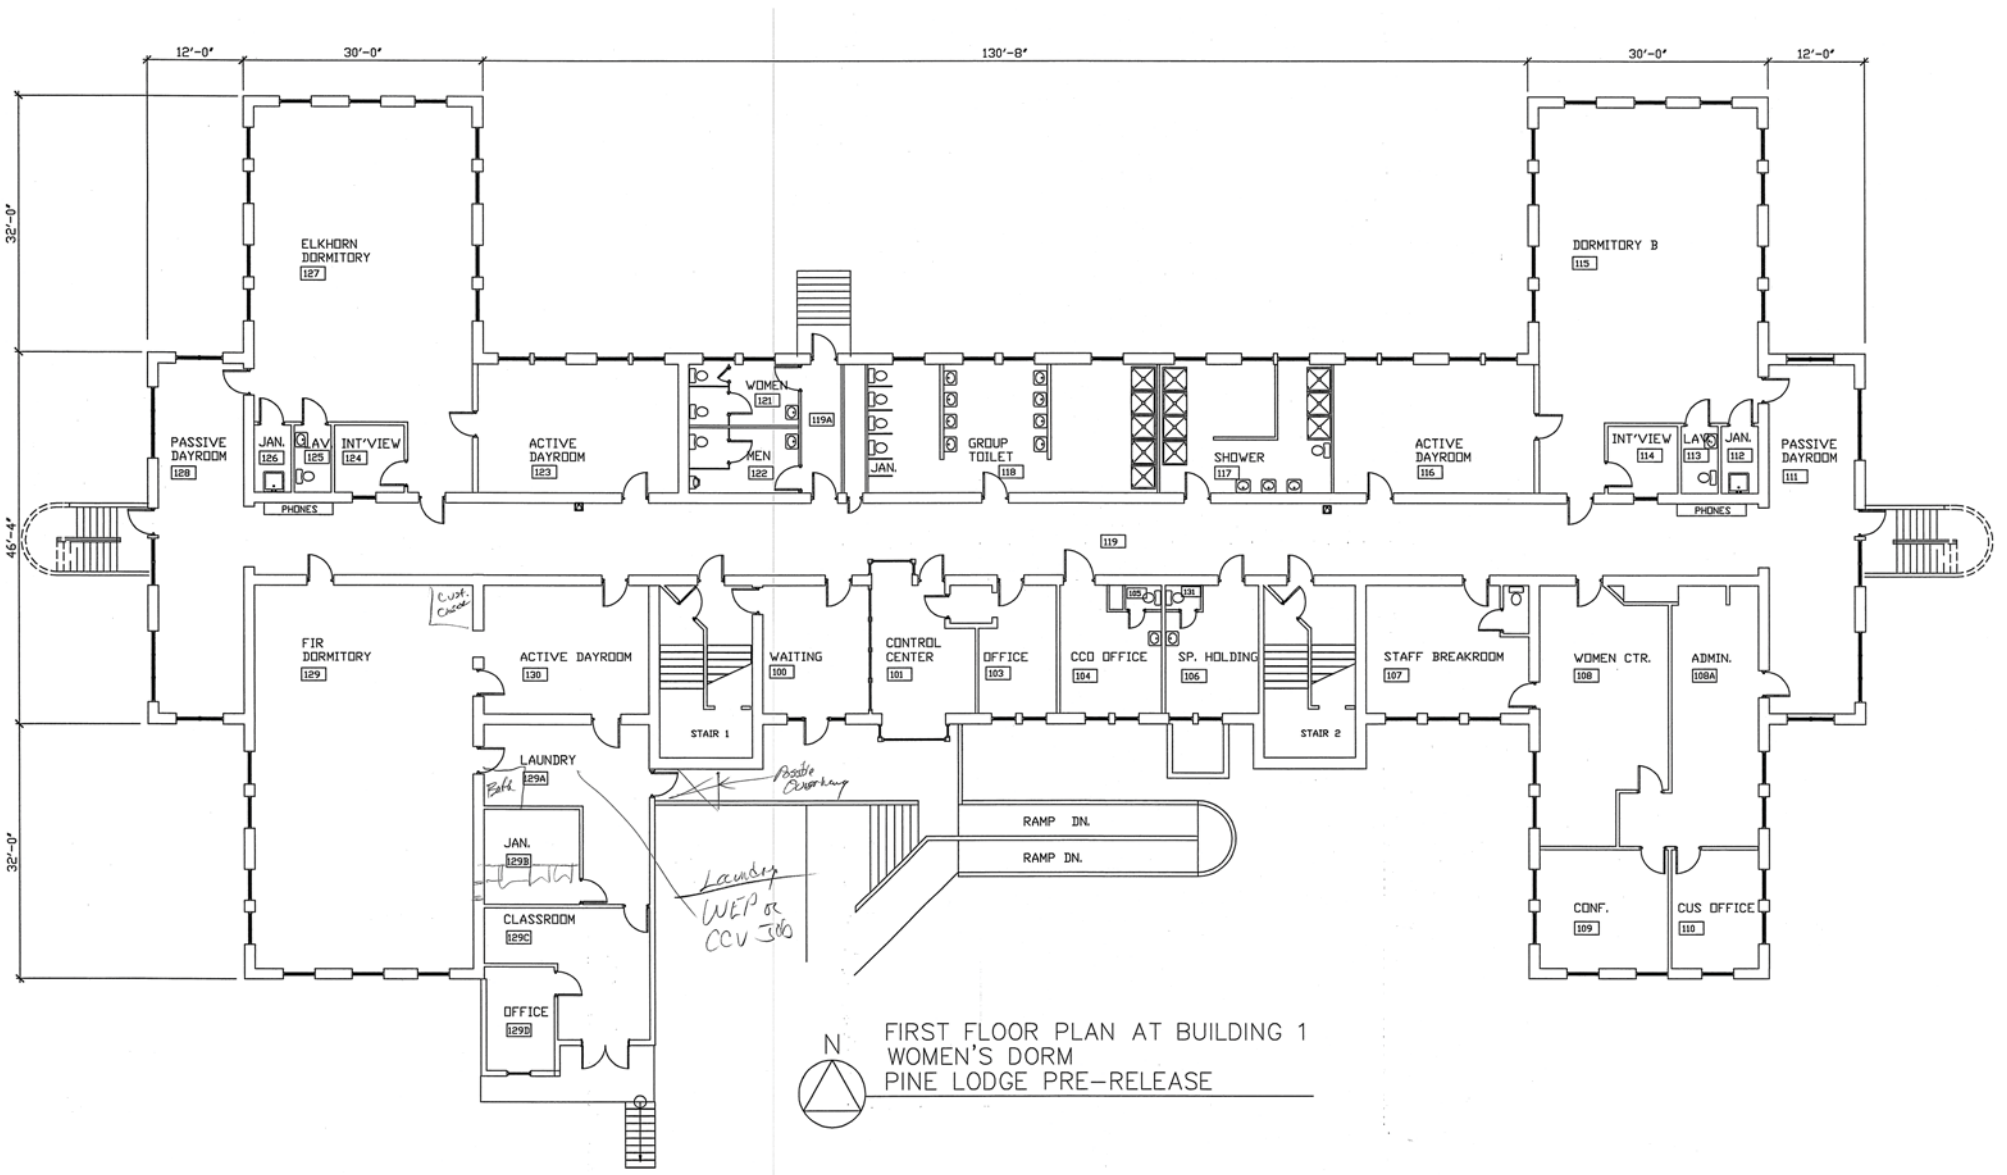 12'-0"
30'-0"
130'-8"
30'-0"
12'-0"
32'-0"
46'-4"
32'-0"
ELKHORN
DORMITORY
127
DORMITORY B
115
PASSIVE
DAYROOM
128
JAN.
126
LAV.
125
INT'VIEW
124
PHONES
ACTIVE
DAYROOM
123
WOMEN
121
MEN
122
119A
JAN.
GROUP
TOILET
118
SHOWER
117
ACTIVE
DAYROOM
116
INT'VIEW
114
LAV.
113
JAN.
112
PHONES
PASSIVE
DAYROOM
111
119
FIR
DORMITORY
129
ACTIVE DAYROOM
130
STAIR 1
WAITING
100
CONTROL
CENTER
101
OFFICE
103
CCO OFFICE
104
105
131
SP. HOLDING
106
STAIR 2
STAFF BREAKROOM
107
WOMEN CTR.
108
ADMIN.
108A
LAUNDRY
129A
Possible
Overhang
JAN.
129B
CLASSROOM
129C
OFFICE
129D
Laundry
WEP or
CCV Job
RAMP DN.
RAMP DN.
CONF.
109
CUS OFFICE
110
N
FIRST FLOOR PLAN AT BUILDING 1
WOMEN'S DORM
PINE LODGE PRE-RELEASE